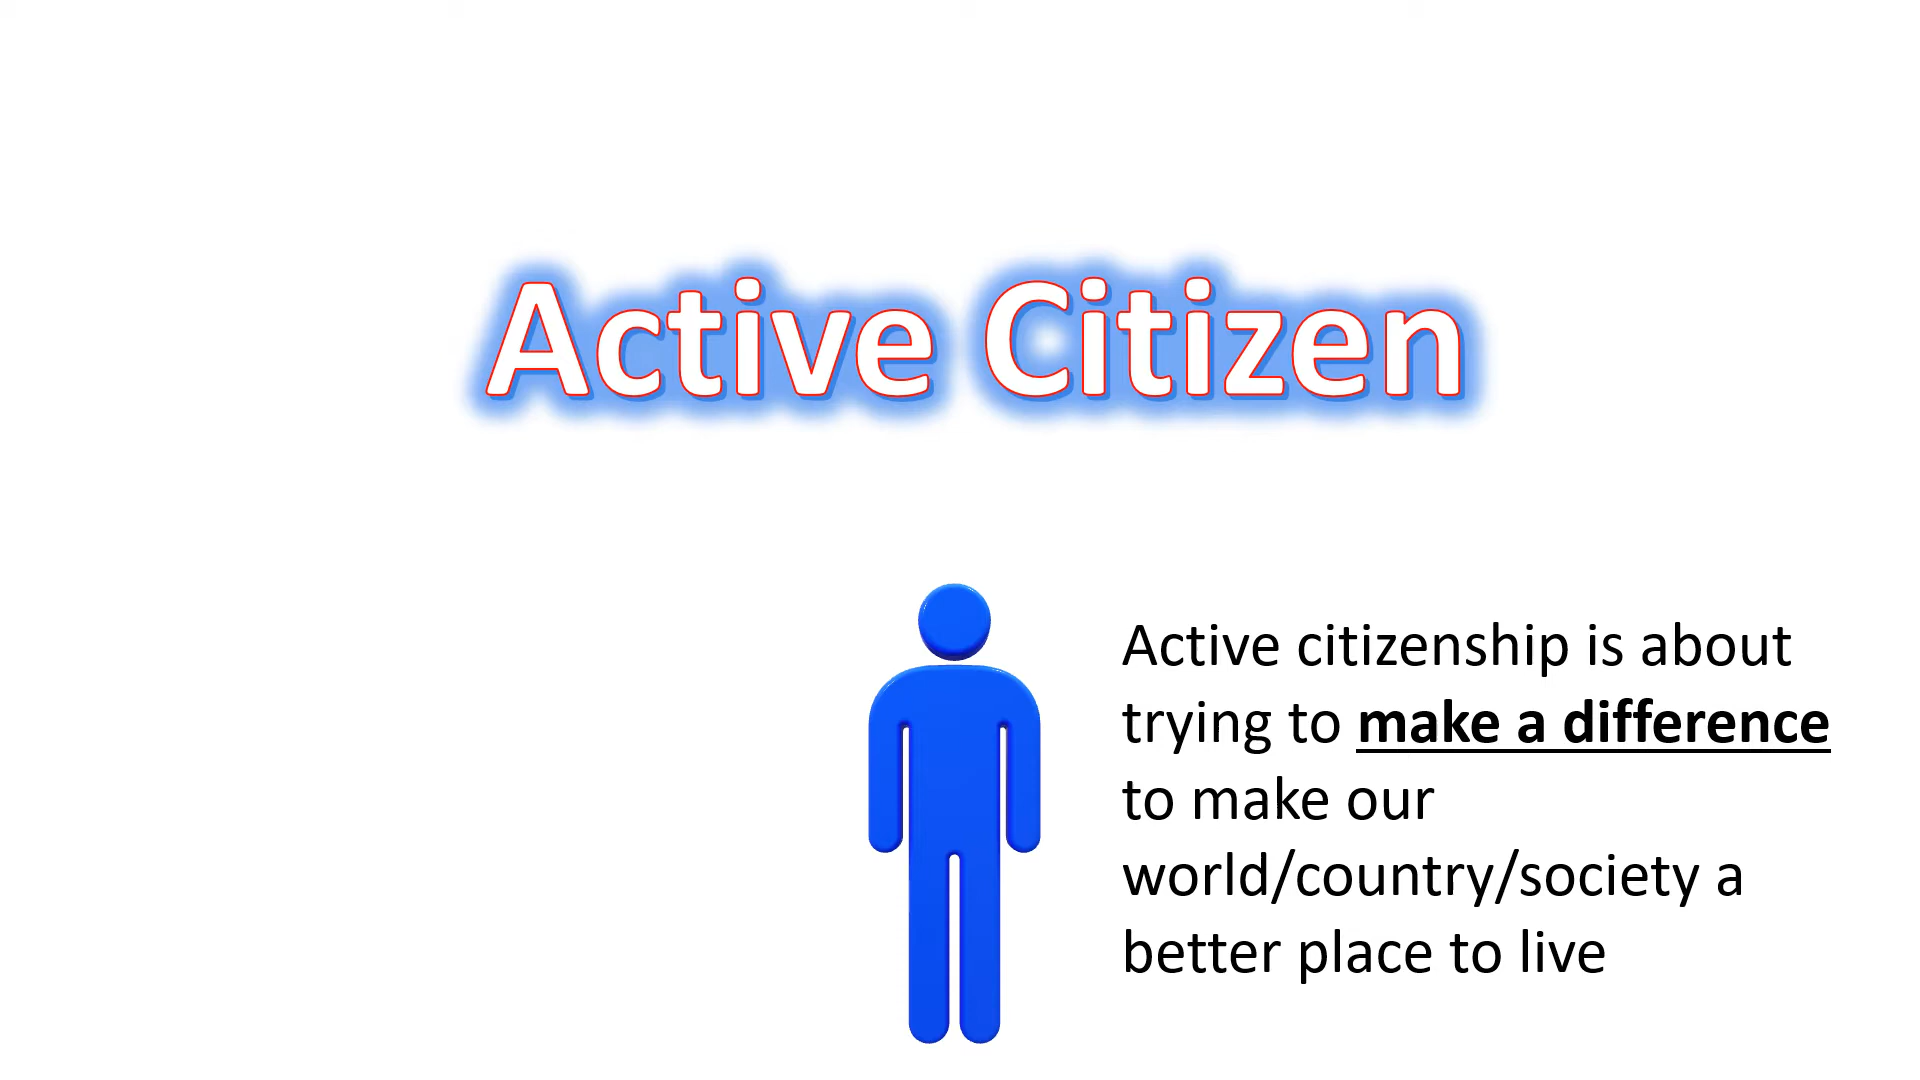 Active Citizen
Active citizenship is about
trying to make a difference
to make our
world/country/society a
better place to live